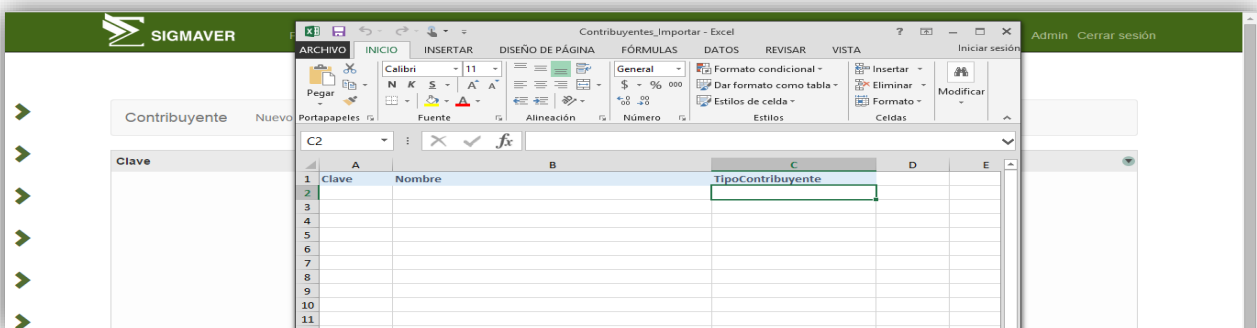 SIGMAVER
Admin Cerrar sesión
Contribuyente Nuevo
Clave
Contribuyentes_Importar - Excel
ARCHIVO INICIO INSERTAR DISEÑO DE PÁGINA FÓRMULAS DATOS REVISAR VISTA Iniciar sesión
Pegar
Calibri 11
N K S A A
A
General
$ % 000
Formato condicional
Dar formato como tabla
Estilos de celda
Insertar
Eliminar
Formato
Modificar
Portapapeles Fuente Alineación Número Estilos Celdas
C2 fx
A B C D E
1 Clave Nombre TipoContribuyente
2
3
4
5
6
7
8
9
10
11